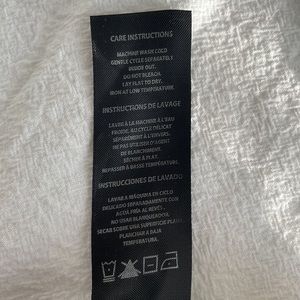 CARE INSTRUCTIONS
MACHINE WASH COLD
GENTLE CYCLE SEPARATELY
INSIDE OUT.
DO NOT BLEACH.
LAY FLAT TO DRY.
IRON AT LOW TEMPERATURE.
INSTRUCTIONS DE LAVAGE
LAVER À LA MACHINE À L'EAU
FROIDE, AU CYCLE DÉLICAT
SÉPARÉMENT À L'ENVERS.
NE PAS UTILISER D'AGENT
DE BLANCHIMENT.
SÉCHER À PLAT.
REPASSER À BASSE TEMPÉRATURE.
INSTRUCCIONES DE LAVADO
LAVAR A MÁQUINA EN CICLO
DELICADO SEPARADAMENTE CON
AGUA FRÍA AL REVÉS.
NO USAR BLANQUEADOR.
SECAR SOBRE UNA SUPERFICIE PLANA.
PLANCHAR A BAJA
TEMPERATURA.